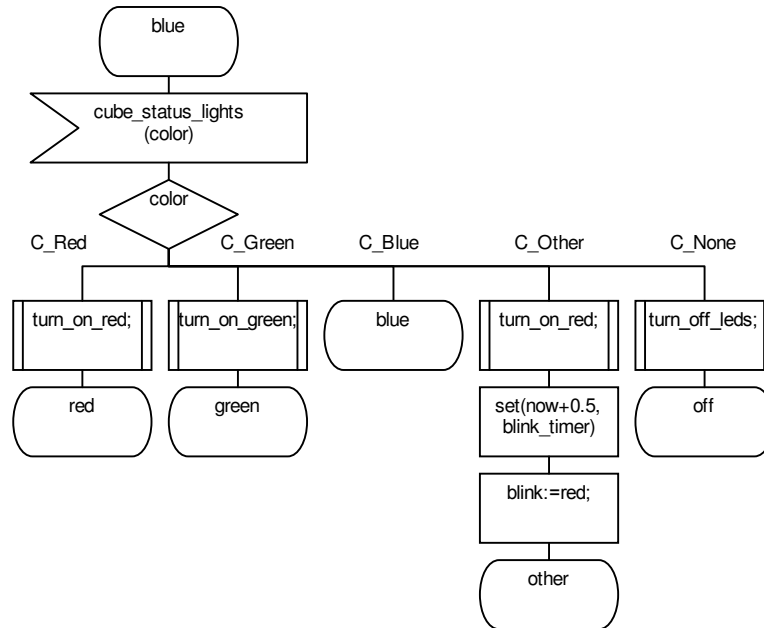 blue
cube_status_lights
(color)
color
C_Red
C_Green
C_Blue
C_Other
C_None
turn_on_red;
turn_on_green;
blue
turn_on_red;
turn_off_leds;
red
green
set(now+0.5,
blink_timer)
off
blink:=red;
other